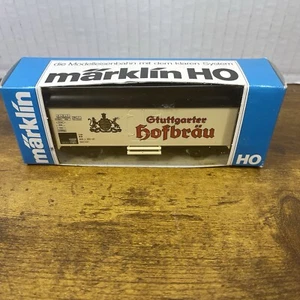 die Modelleisenbahn mit dem klaren System
märklin HO
märklin
Stuttgarter
Hofbräu
HO